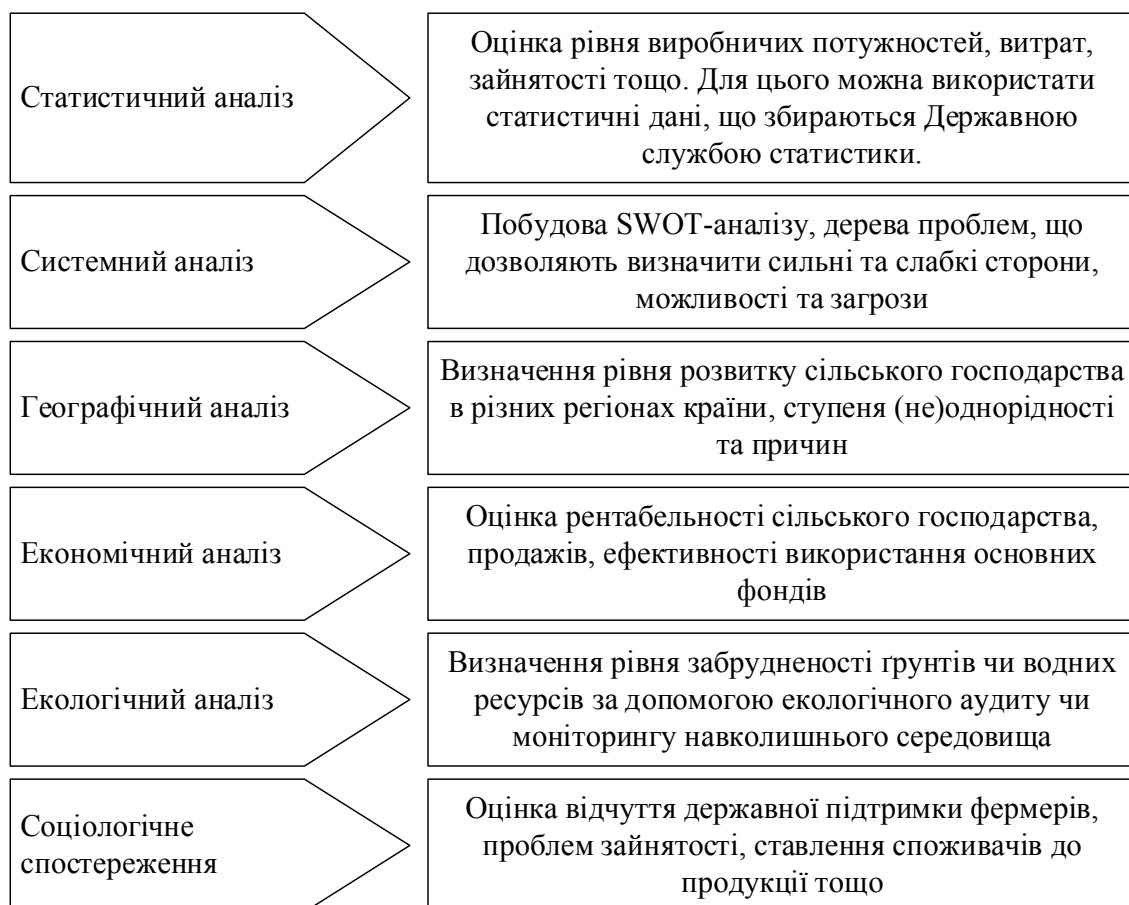 Статистичний аналіз
Оцінка рівня виробничих потужностей, витрат,
зайнятості тощо. Для цього можна використати
статистичні дані, що збираються Державною
службою статистики.
Системний аналіз
Побудова SWOT-аналізу, дерева проблем, що
дозволяють визначити сильні та слабкі сторони,
можливості та загрози
Географічний аналіз
Визначення рівня розвитку сільського господарства
в різних регіонах країни, ступеня (не)однорідності
та причин
Економічний аналіз
Оцінка рентабельності сільського господарства,
продажів, ефективності використання основних
фондів
Екологічний аналіз
Визначення рівня забрудненості ґрунтів чи водних
ресурсів за допомогою екологічного аудиту чи
моніторингу навколишнього середовища
Соціологічне
спостереження
Оцінка відчуття державної підтримки фермерів,
проблем зайнятості, ставлення споживачів до
продукції тощо